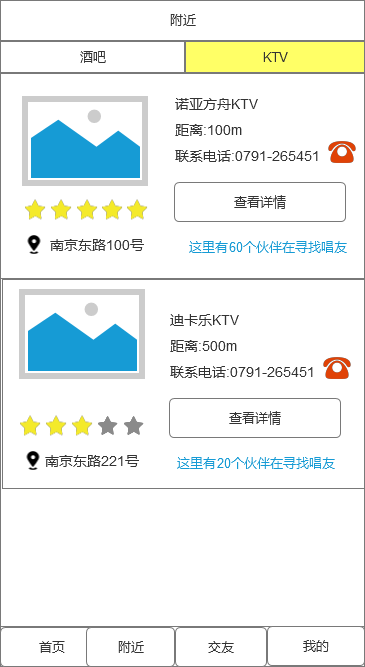 附近
酒吧 KTV
诺亚方舟KTV
距离:100m
联系电话:0791-265451
查看详情
南京东路100号
这里有60个伙伴在寻找唱友
迪卡乐KTV
距离:500m
联系电话:0791-265451
查看详情
南京东路221号
这里有20个伙伴在寻找唱友
首页 附近 交友 我的